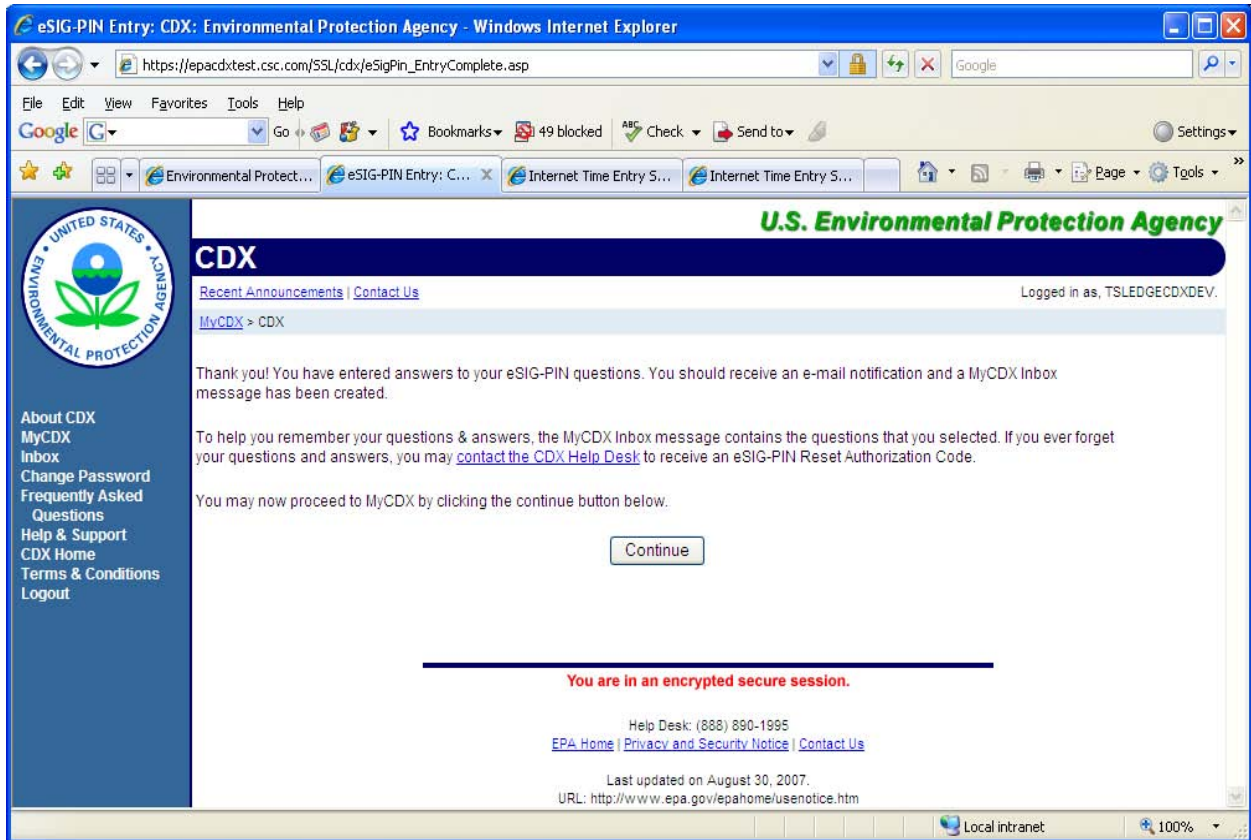 eSIG-PIN Entry: CDX: Environmental Protection Agency - Windows Internet Explorer
https://epacdxtest.csc.com/SSL/cdx/eSigPin_EntryComplete.asp
Google
File Edit View Favorites Tools Help
Google G Go Bookmarks 49 blocked ABC Check Send to Settings
Environmental Protect... eSIG-PIN Entry: C... X Internet Time Entry S... Internet Time Entry S... Page Tools »
UNITED STATES ENVIRONMENTAL PROTECTION AGENCY
U.S. Environmental Protection Agency
CDX
Recent Announcements | Contact Us
Logged in as, TSLEDGECDXDEV.
MyCDX > CDX
About CDX
MyCDX
Inbox
Change Password
Frequently Asked
Questions
Help & Support
CDX Home
Terms & Conditions
Logout
Thank you! You have entered answers to your eSIG-PIN questions. You should receive an e-mail notification and a MyCDX Inbox
message has been created.
To help you remember your questions & answers, the MyCDX Inbox message contains the questions that you selected. If you ever forget
your questions and answers, you may contact the CDX Help Desk to receive an eSIG-PIN Reset Authorization Code.
You may now proceed to MyCDX by clicking the continue button below.
Continue
You are in an encrypted secure session.
Help Desk: (888) 890-1995
EPA Home | Privacy and Security Notice | Contact Us
Last updated on August 30, 2007.
URL: http://www.epa.gov/epahome/usenotice.htm
Local intranet 100%